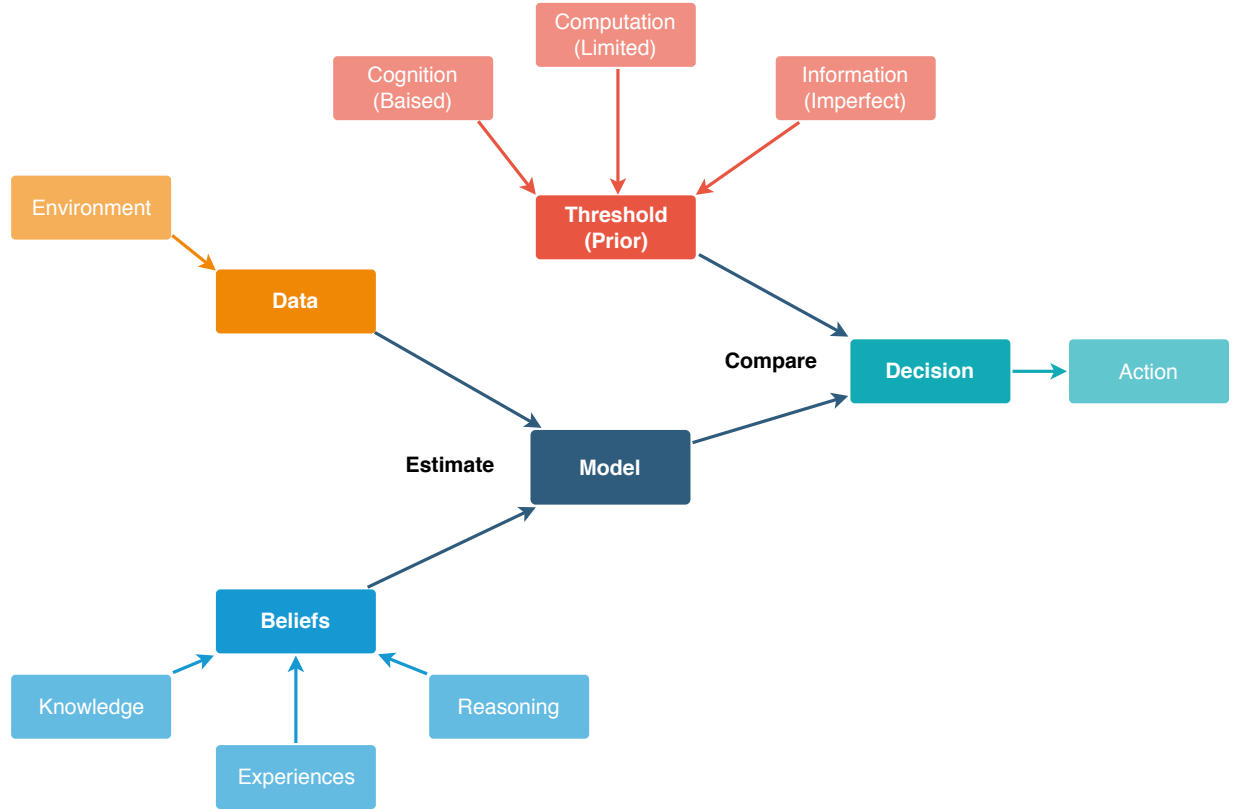 Computation
(Limited)
Cognition
(Baised)
Information
(Imperfect)
Environment
Threshold
(Prior)
Data
Compare
Decision
Action
Estimate
Model
Beliefs
Knowledge
Reasoning
Experiences